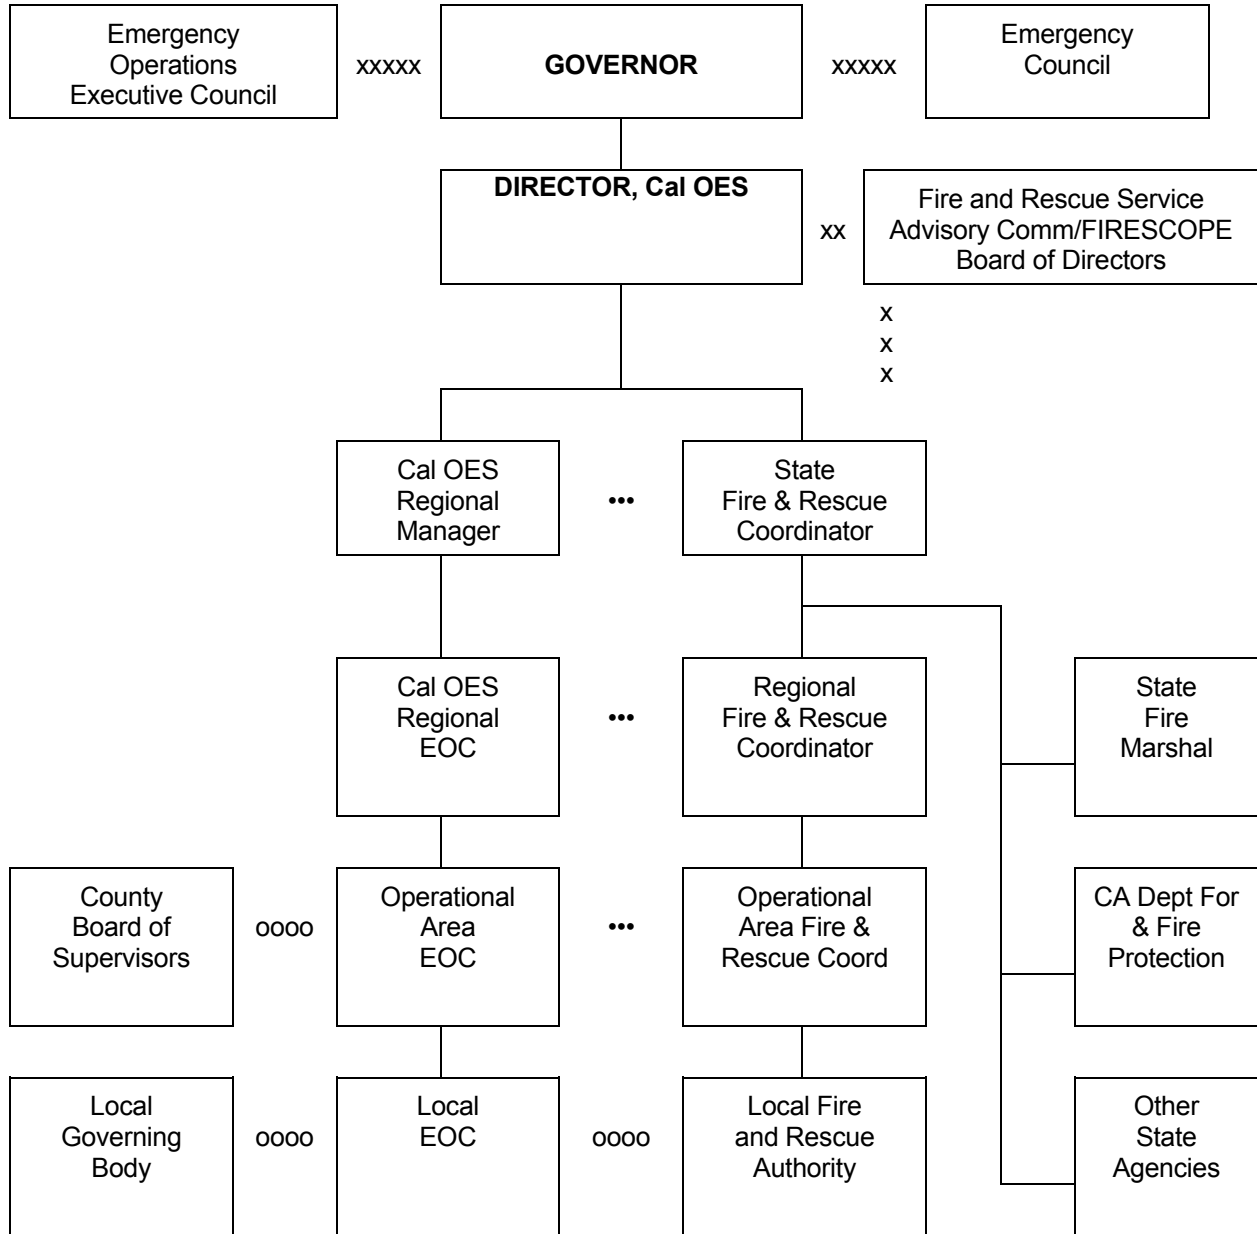 Emergency
Operations
Executive Council
xxxxx
GOVERNOR
xxxxx
Emergency
Council
DIRECTOR, Cal OES
xx
Fire and Rescue Service
Advisory Comm/FIRESCOPE
Board of Directors
x
x
x
Cal OES
Regional
Manager
•••
State
Fire & Rescue
Coordinator
Cal OES
Regional
EOC
•••
Regional
Fire & Rescue
Coordinator
State
Fire
Marshal
County
Board of
Supervisors
oooo
Operational
Area
EOC
•••
Operational
Area Fire &
Rescue Coord
CA Dept For
& Fire
Protection
Local
Governing
Body
oooo
Local
EOC
oooo
Local Fire
and Rescue
Authority
Other
State
Agencies